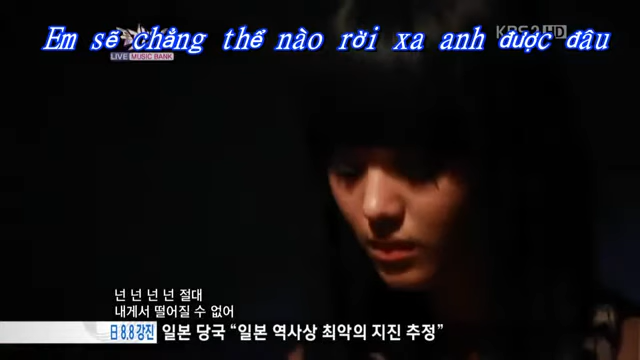 Em sẽ chẳng thể nào rời xa anh được đâu
KBS2 HD
LIVE MUSIC BANK
넌 넌 넌 넌 절대
내게서 떨어질 수 없어
日 8.8 강진 일본 당국 “일본 역사상 최악의 지진 추정”